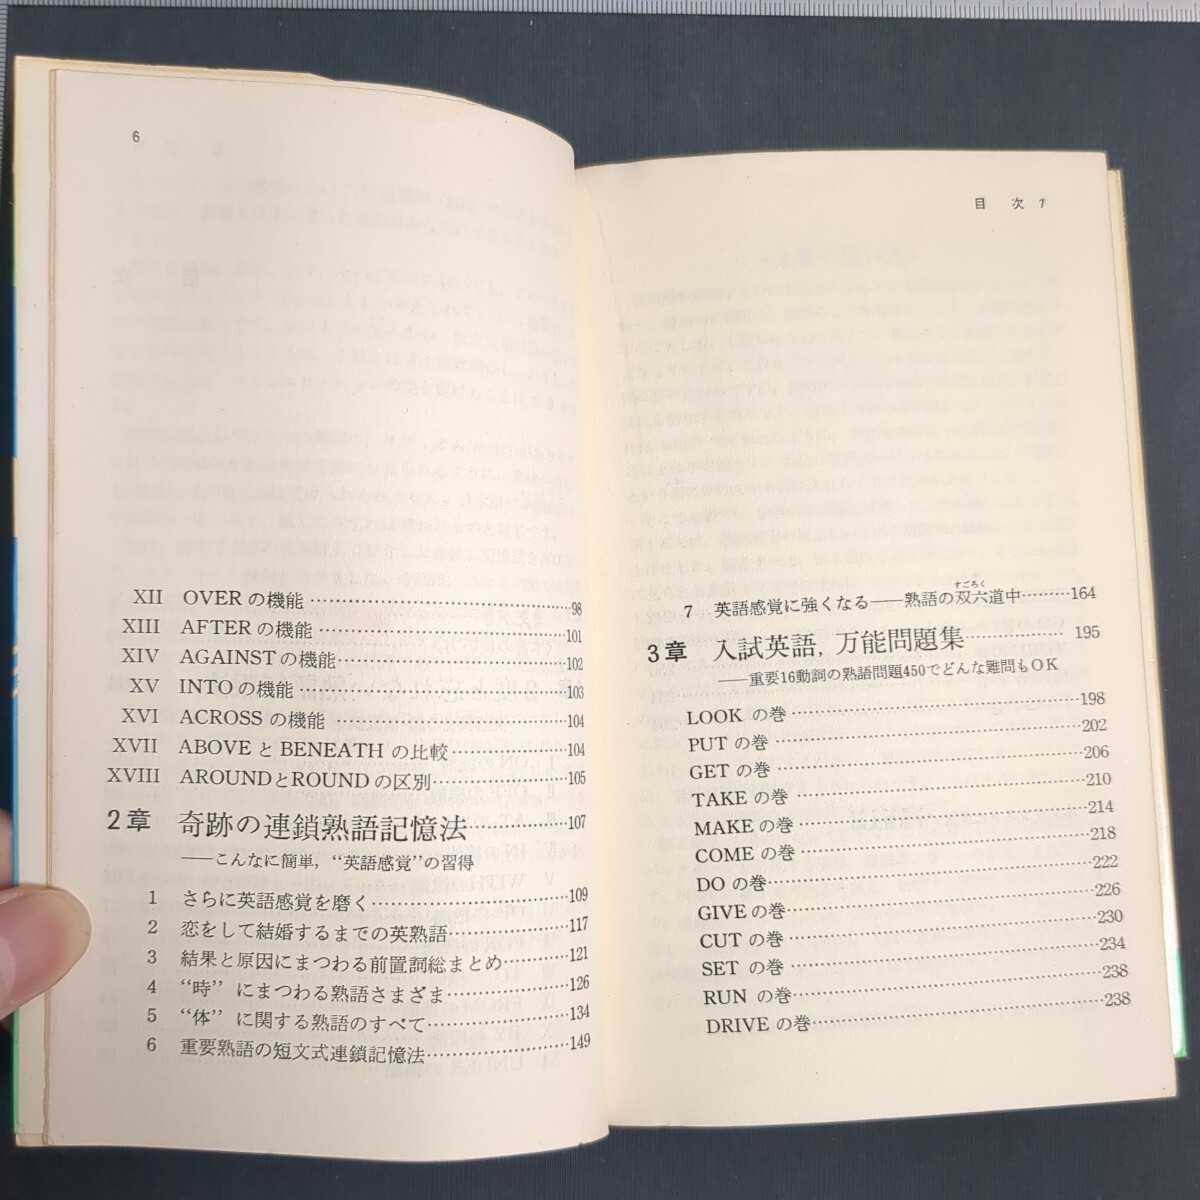 6
XII OVERの機能 98
XIII AFTERの機能 101
XIV AGAINSTの機能 102
XV INTOの機能 103
XVI ACROSSの機能 104
XVII ABOVEとBENEATHの比較 104
XVIII AROUNDとROUNDの区別 105
2章 奇跡の連鎖熟語記憶法 107
――こんなに簡単,“英語感覚”の習得
1 さらに英語感覚を磨く 109
2 恋をして結婚するまでの英熟語 117
3 結果と原因にまつわる前置詞総まとめ 121
4 “時”にまつわる熟語さまざま 126
5 “体”に関する熟語のすべて 134
6 重要熟語の短文式連鎖記憶法 149
目次 7
すごろく
7 英語感覚に強くなる――熟語の双六道中 164
3章 入試英語,万能問題集 195
――重要16動詞の熟語問題450でどんな難問もOK
LOOKの巻 198
PUTの巻 202
GETの巻 206
TAKEの巻 210
MAKEの巻 214
COMEの巻 218
DOの巻 222
GIVEの巻 226
CUTの巻 230
SETの巻 234
RUNの巻 238
DRIVEの巻 238